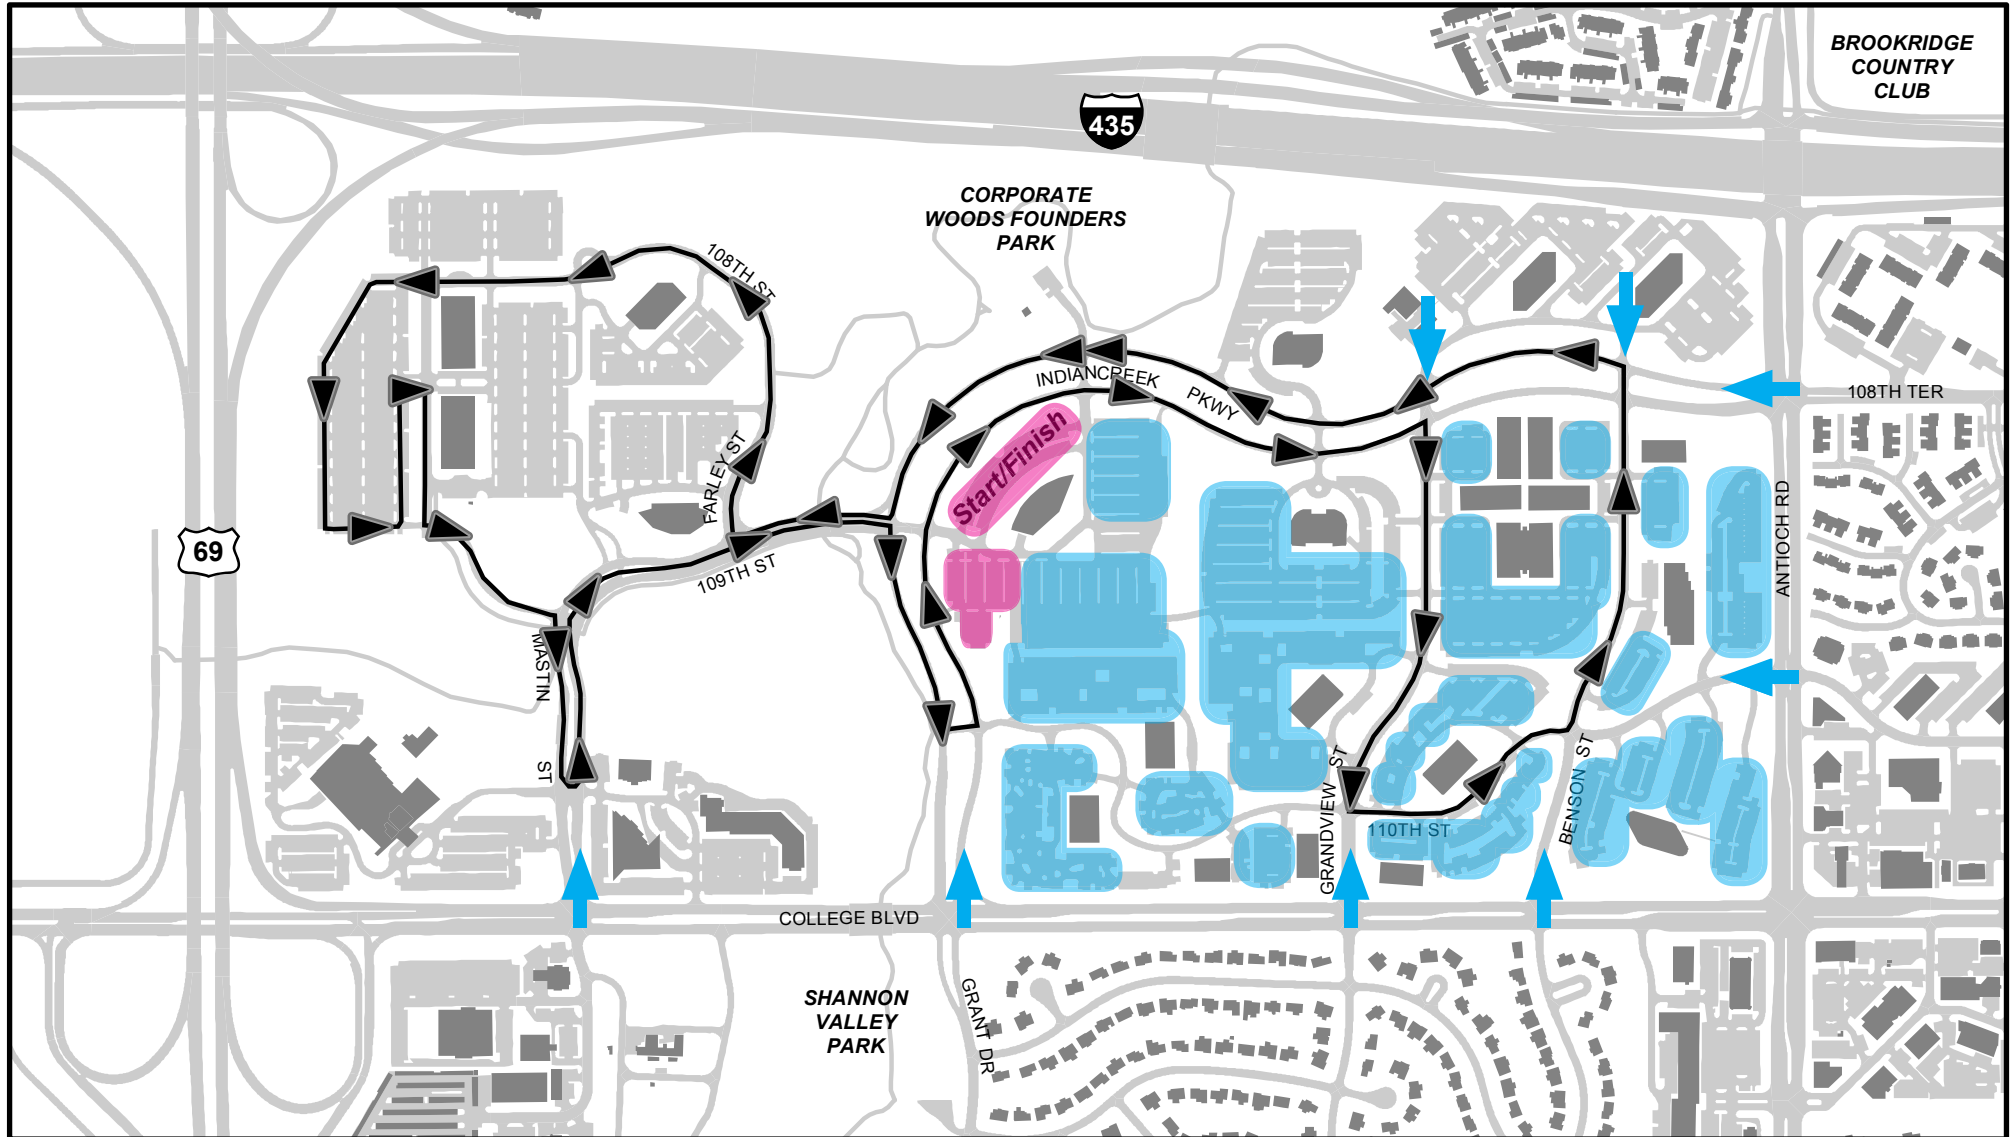 BROOKRIDGE
COUNTRY
CLUB
435
CORPORATE
WOODS FOUNDERS
PARK
108TH ST
INDIANCREEK
PKWY
108TH TER
Start/Finish
FARLEY ST
69
109TH ST
ANTIOCH RD
MASTIN
ST
GRANDVIEW ST
BENISON ST
110TH ST
COLLEGE BLVD
SHANNON
VALLEY
PARK
GRANT DR